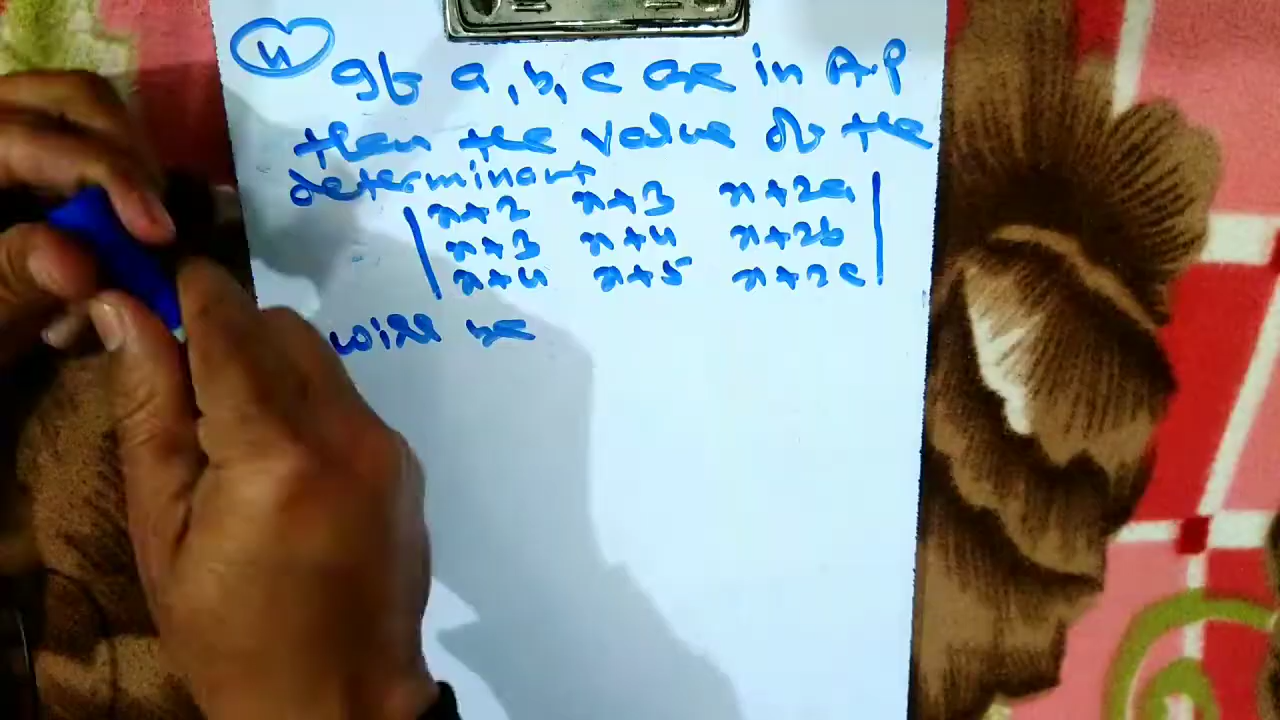 4
If a, b, c are in A.P
then the value of the
determinant
| x+2 x+3 x+2a |
| x+3 x+4 x+2b |
| x+4 x+5 x+2c |
will be